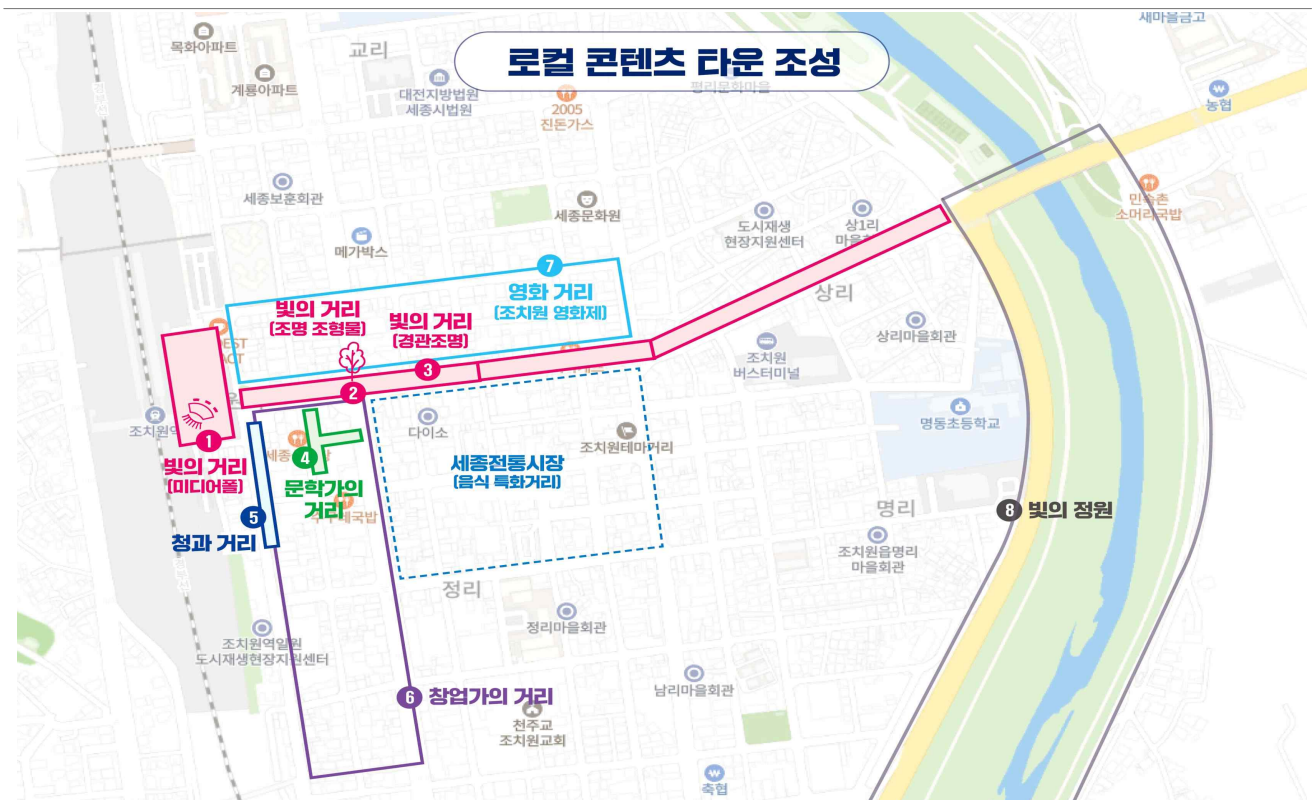 새마을금고
목화아파트
교리
로컬 콘텐츠 타운 조성
계룡아파트
대전지방법원
세종시법원
2005
진돈가스
평리문화마을
농협
세종보훈회관
세종문화원
민속촌
소머리국밥
도시재생
현장지원센터
상1리
메가박스
7
영화 거리
(조치원 영화제)
상리
빛의 거리
(조명 조형물)
빛의 거리
(경관조명)
3
2
상리마을회관
조치원
버스터미널
조치원역
1
빛의 거리
(미디어폴)
다이소
조치원테마거리
명동초등학교
4
문학가의
거리
세종전통시장
(음식 특화거리)
5
청과 거리
명리
8 빛의 정원
조치원읍명리
마을회관
정리
정리마을회관
조치원역일원
도시재생현장지원센터
남리마을회관
6 창업가의 거리
천주교
조치원교회
축협